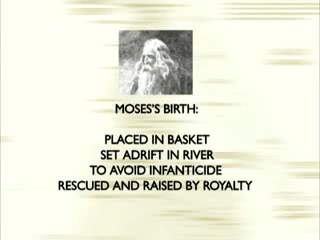 MOSES'S BIRTH:
PLACED IN BASKET
SET ADRIFT IN RIVER
TO AVOID INFANTICIDE
RESCUED AND RAISED BY ROYALTY